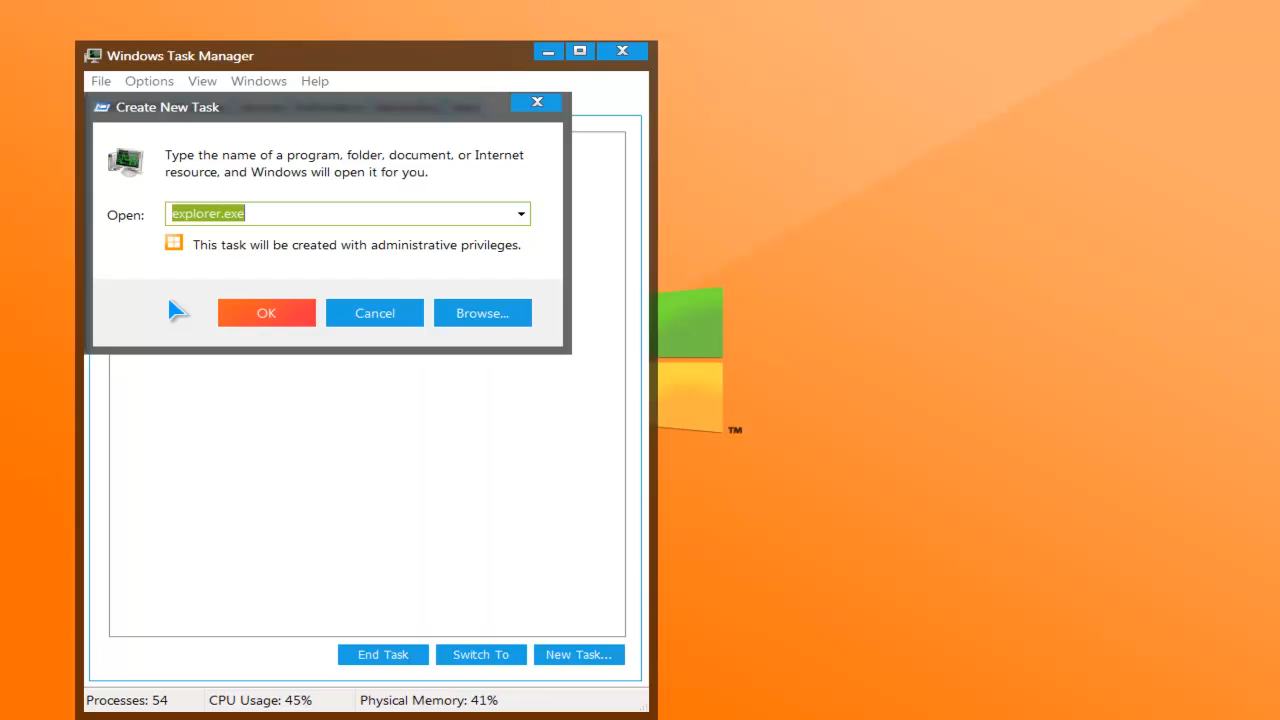 Windows Task Manager
File Options View Windows Help
Create New Task
Type the name of a program, folder, document, or Internet
resource, and Windows will open it for you.
Open: explorer.exe
This task will be created with administrative privileges.
OK Cancel Browse...
TM
End Task Switch To New Task...
Processes: 54 CPU Usage: 45% Physical Memory: 41%